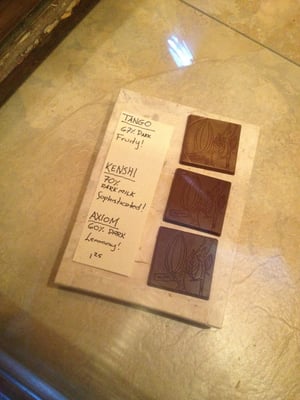 TANGO
67% DARK
Fruity!
KENSHI
70%
DARK MILK
Sophisticated!
AXIOM
60% DARK
Lemony!
1.25